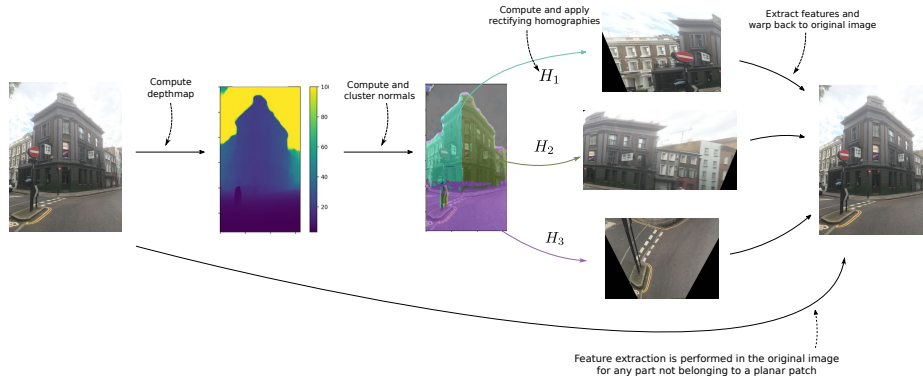 Compute and apply
rectifying homographies
Extract features and
warp back to original image
Compute
depthmap
Compute and
cluster normals
100
80
60
40
20
H1
H2
H3
Feature extraction is performed in the original image
for any part not belonging to a planar patch